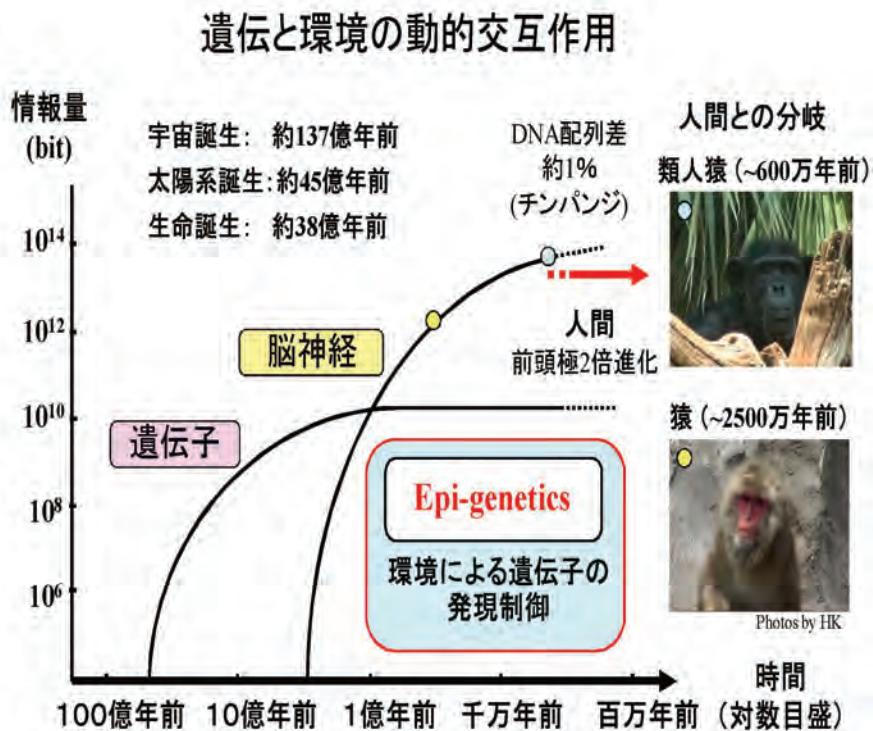 遺伝と環境の動的交互作用
情報量
(bit)
宇宙誕生: 約137億年前
太陽系誕生:約45億年前
生命誕生: 約38億年前
DNA配列差
約1%
(チンパンジ)
人間との分岐
類人猿 (~600万年前)
10¹⁴
10¹²
10¹⁰
10⁸
10⁶
脳神経
遺伝子
人間
前頭極2倍進化
猿 (~2500万年前)
Epi-genetics
環境による遺伝子の
発現制御
Photos by HK
100億年前 10億年前 1億年前 千万年前 百万年前
時間
(対数目盛)